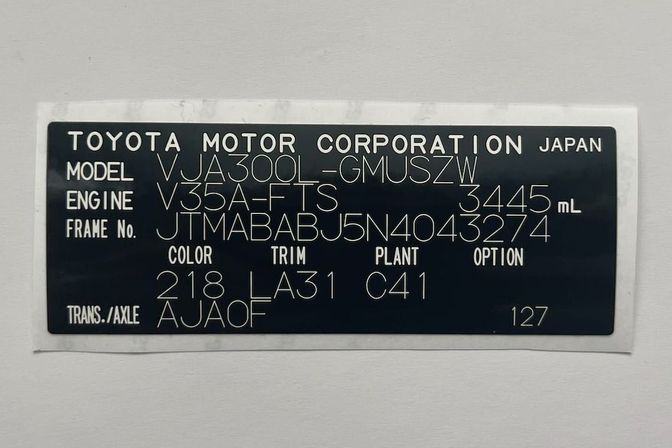 TOYOTA MOTOR CORPORATION JAPAN
MODEL VJA300L-GMUSZW
ENGINE V35A-FTS 3445 mL
FRAME No. JTMABABJ5N4043274
COLOR TRIM PLANT OPTION
218 LA31 C41
TRANS./AXLE AJA0F 127